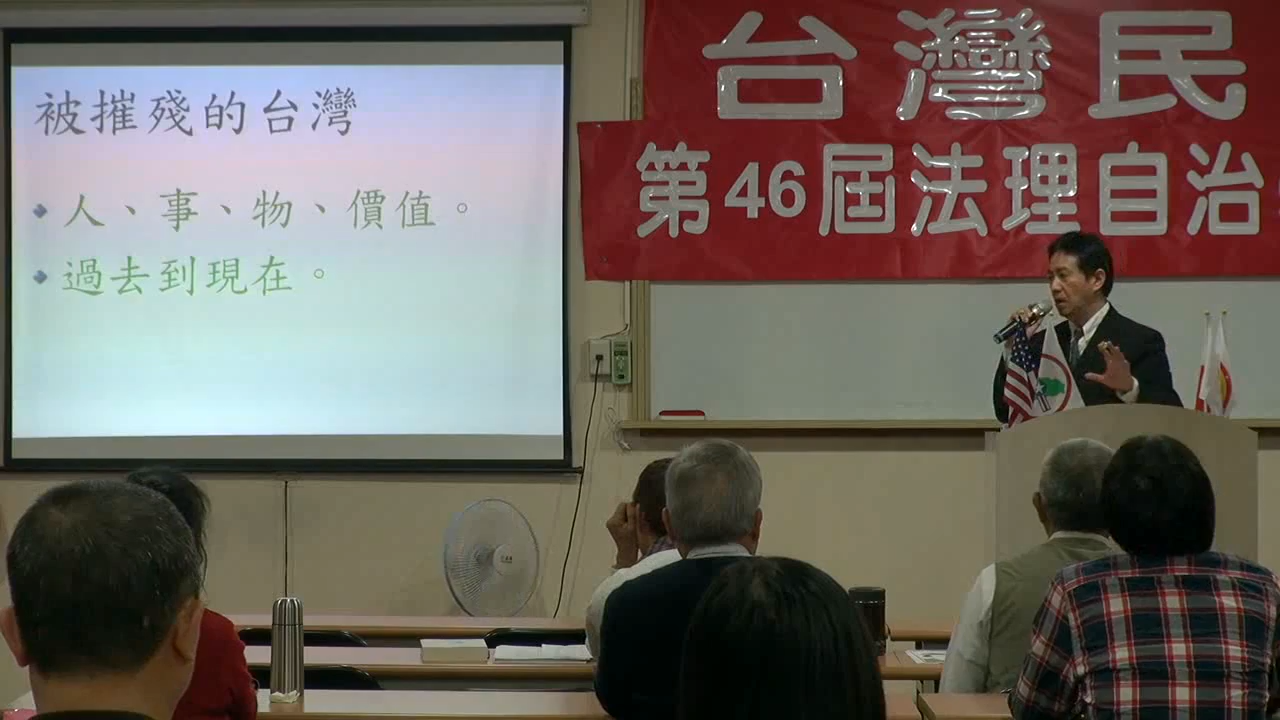 被摧殘的台灣
人、事、物、價值。
過去到現在。
台灣民
第46屆法理自治